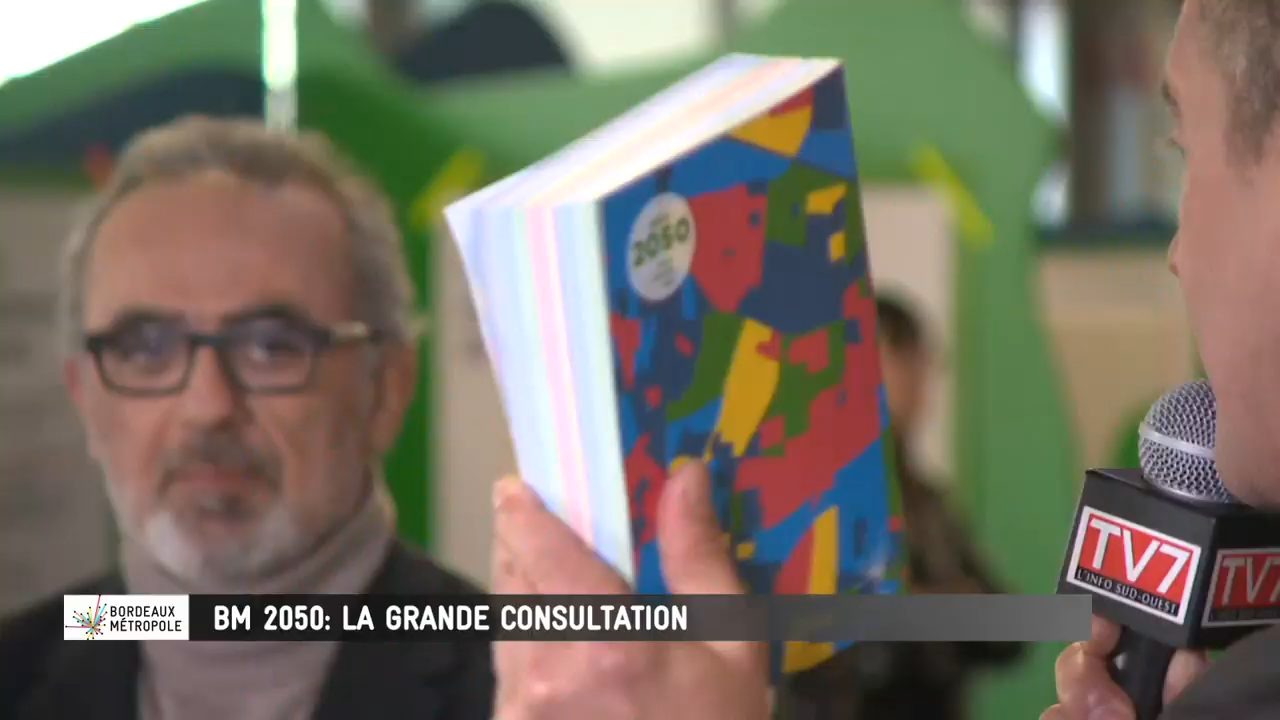 2050
BORDEAUX
MÉTROPOLE
BM 2050: LA GRANDE CONSULTATION
TV7
L'INFO SUD-OUEST
TV7